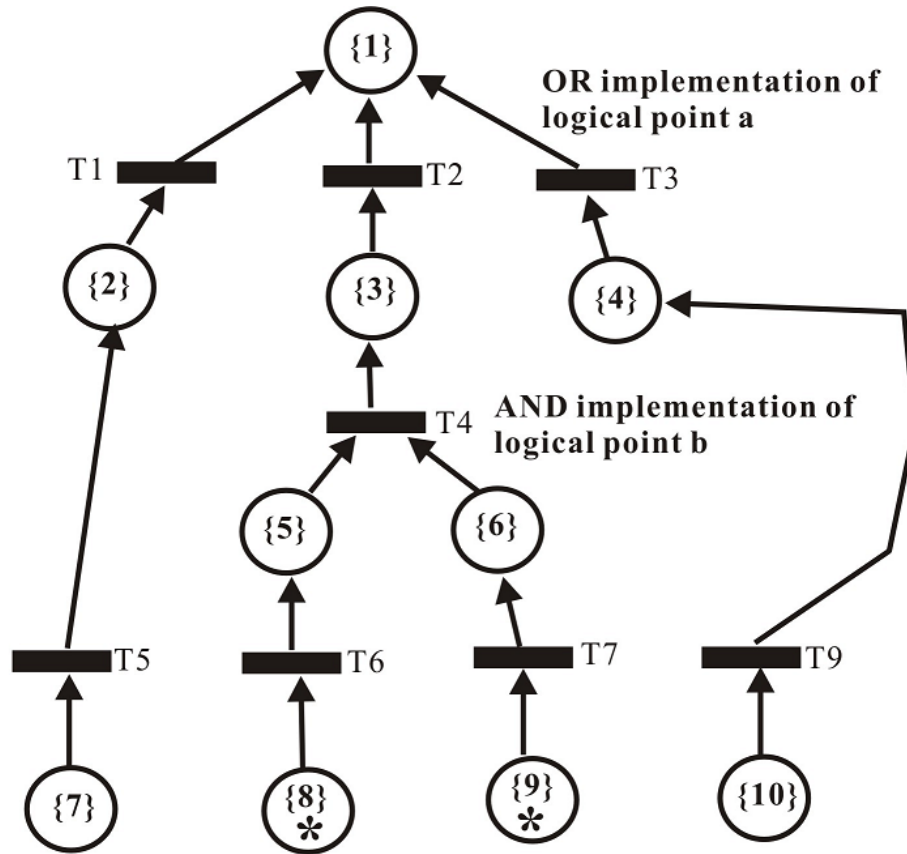 {1}
OR implementation of
logical point a
T1
T2
T3
{2}
{3}
{4}
AND implementation of
T4
logical point b
{5}
{6}
T5
T6
T7
T9
{7}
{8}
*
{9}
*
{10}